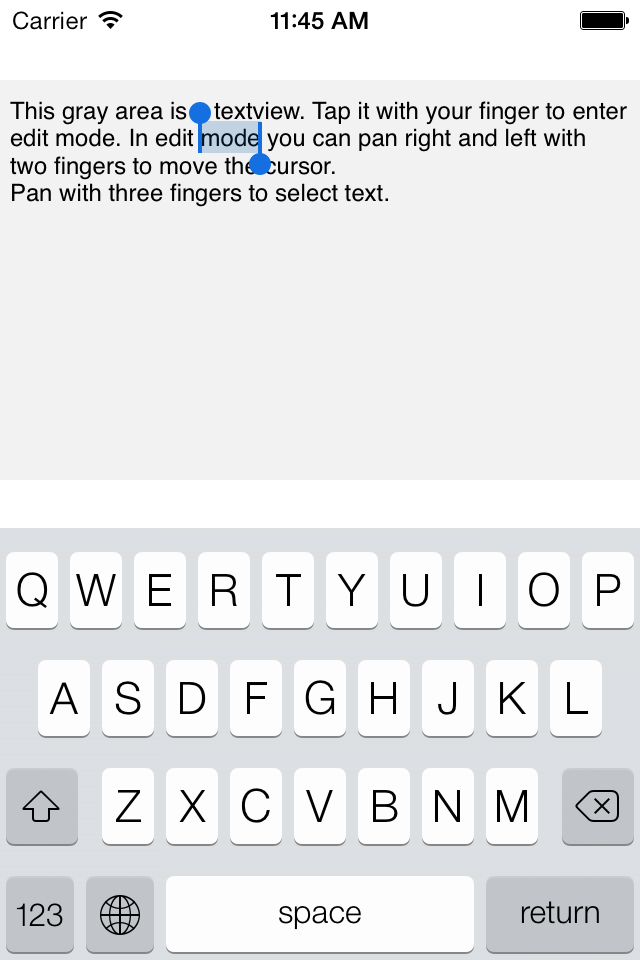 Carrier 11:45 AM
This gray area is textview. Tap it with your finger to enter
edit mode. In edit mode you can pan right and left with
two fingers to move the cursor.
Pan with three fingers to select text.
Q W E R T Y U I O P
A S D F G H J K L
Z X C V B N M
123 space return